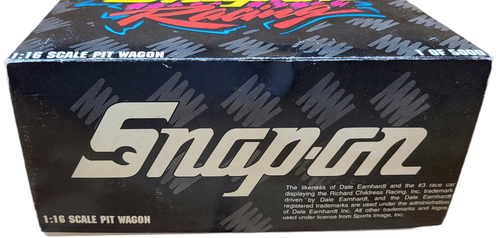 Racing
1:16 SCALE PIT WAGON
1 OF 5000
Snap-on
The likeness of Dale Earnhardt and the #3 race car
displaying the Richard Childress Racing, Inc. trademark
driven by Dale Earnhardt, and the Dale Earnhardt
registered trademarks are used under the administration
of Dale Earnhardt Inc. All other trademarks and logos
used under license from Sports Image, Inc.
1:16 SCALE PIT WAGON